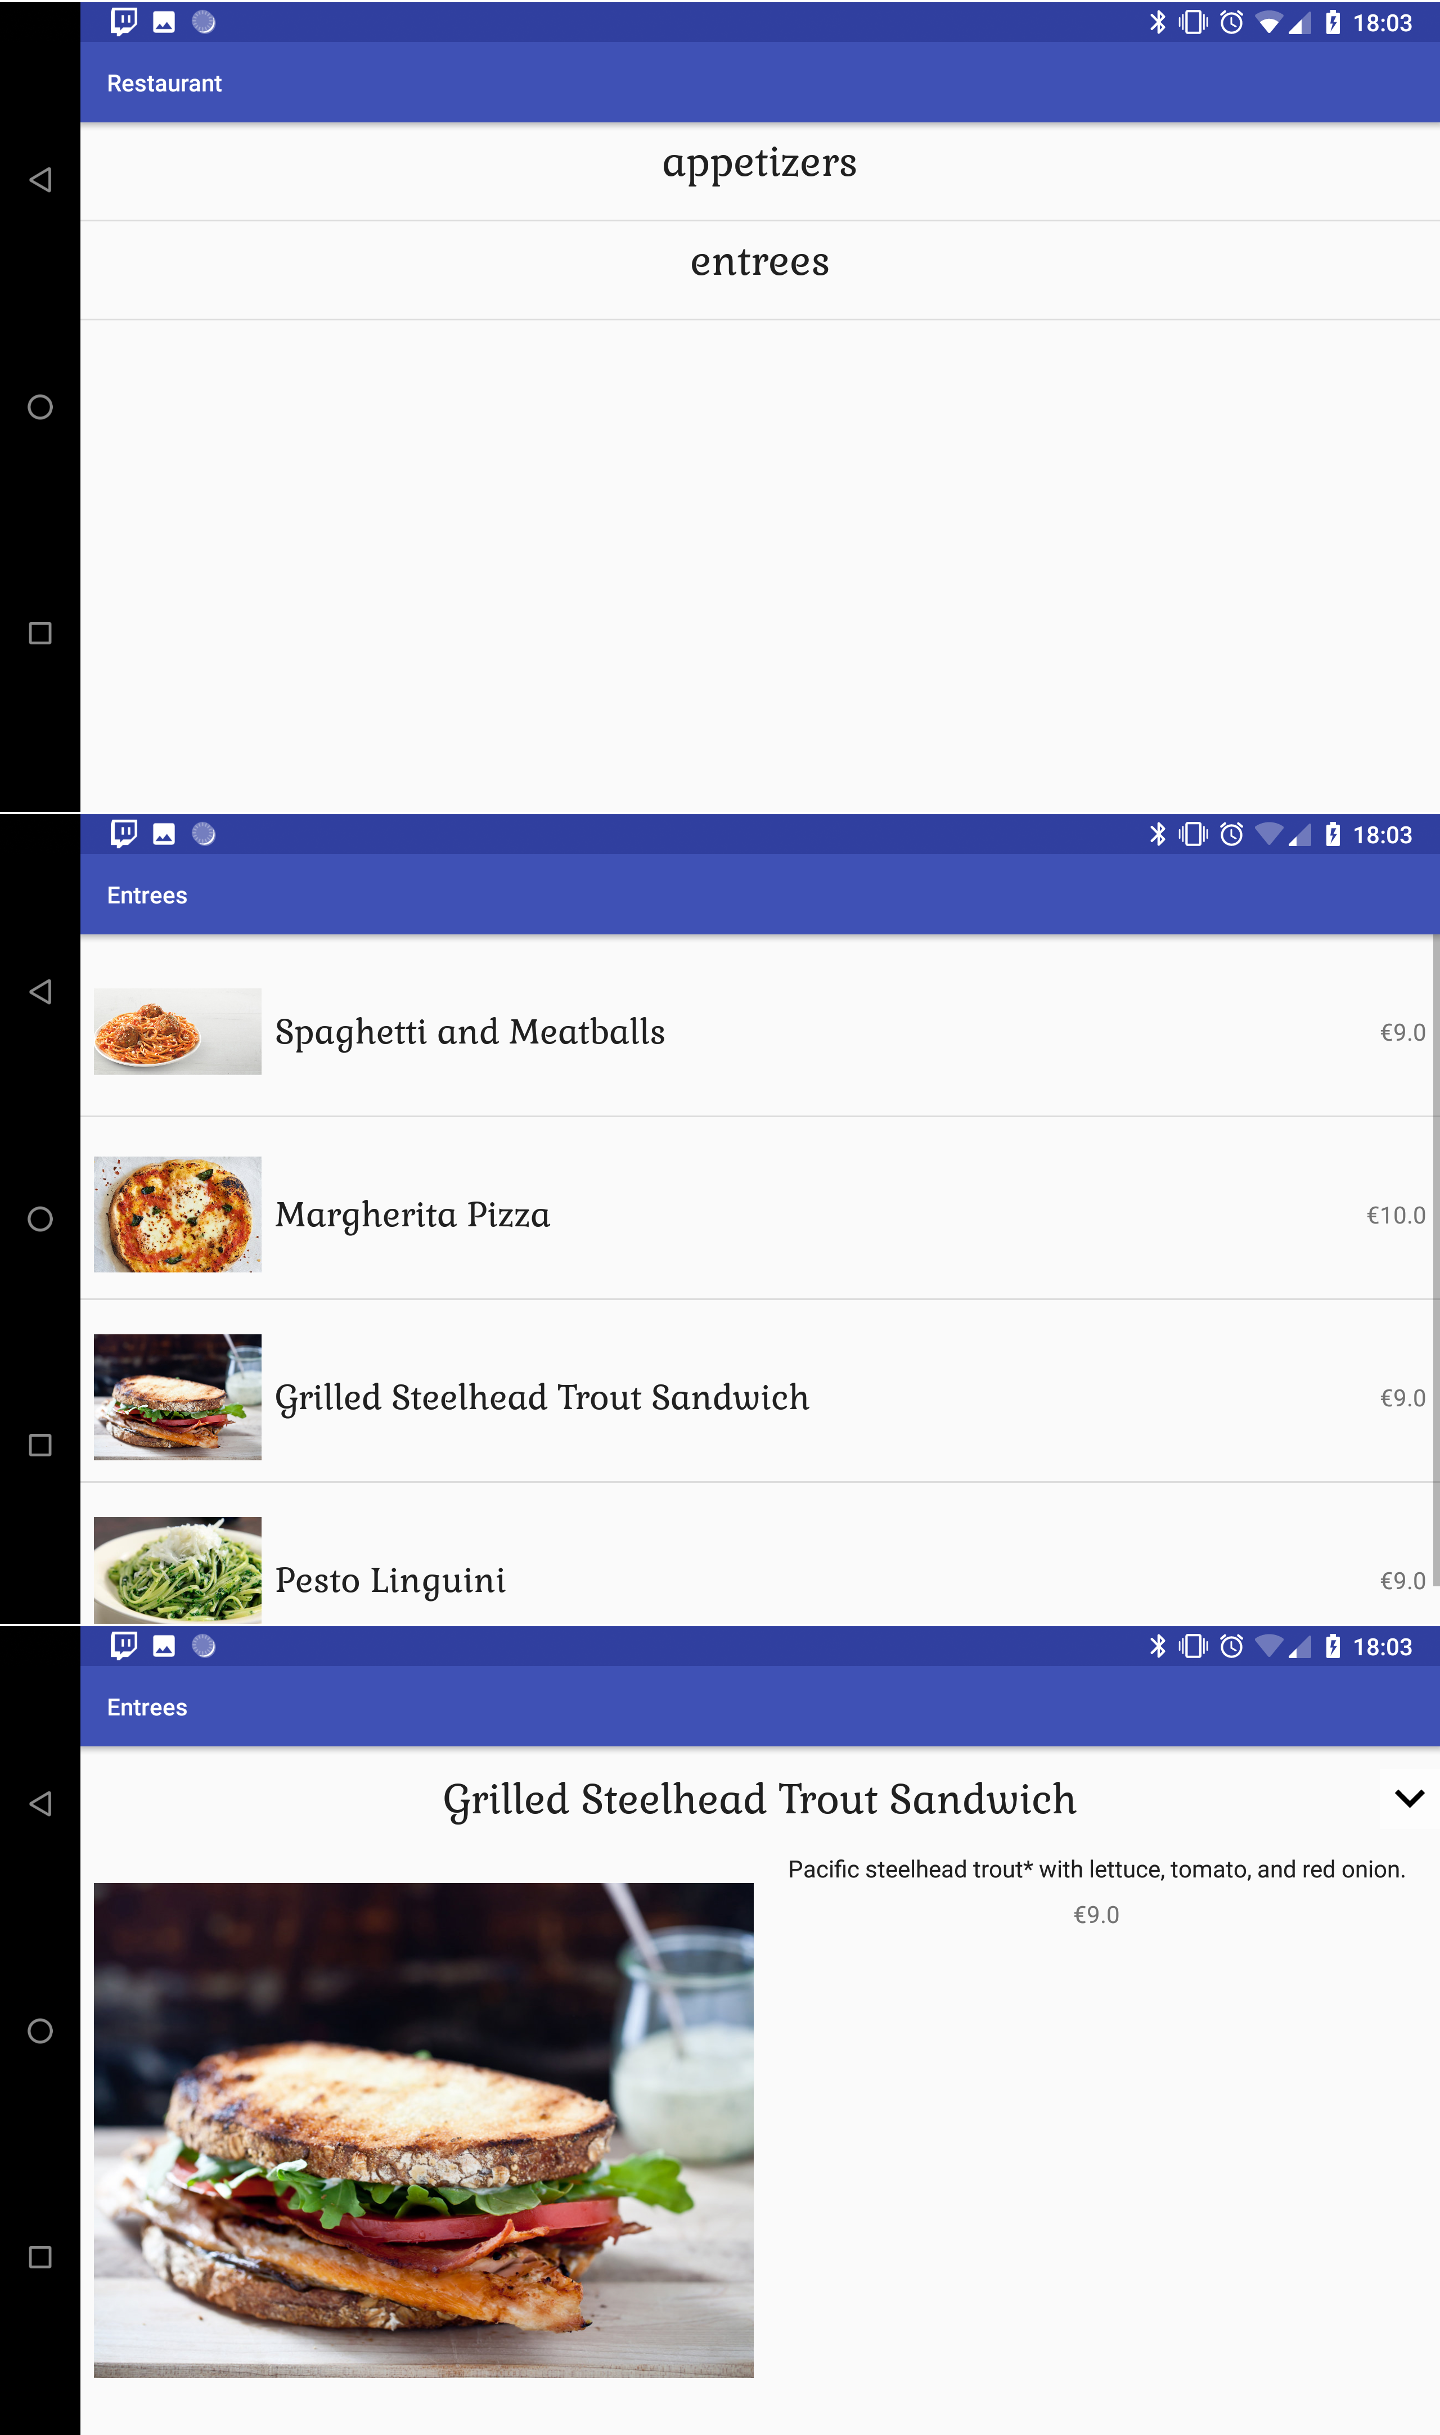 18:03
Restaurant
appetizers
entrees
18:03
Entrees
Spaghetti and Meatballs €9.0
Margherita Pizza €10.0
Grilled Steelhead Trout Sandwich €9.0
Pesto Linguini €9.0
18:03
Entrees
Grilled Steelhead Trout Sandwich
Pacific steelhead trout* with lettuce, tomato, and red onion.
€9.0